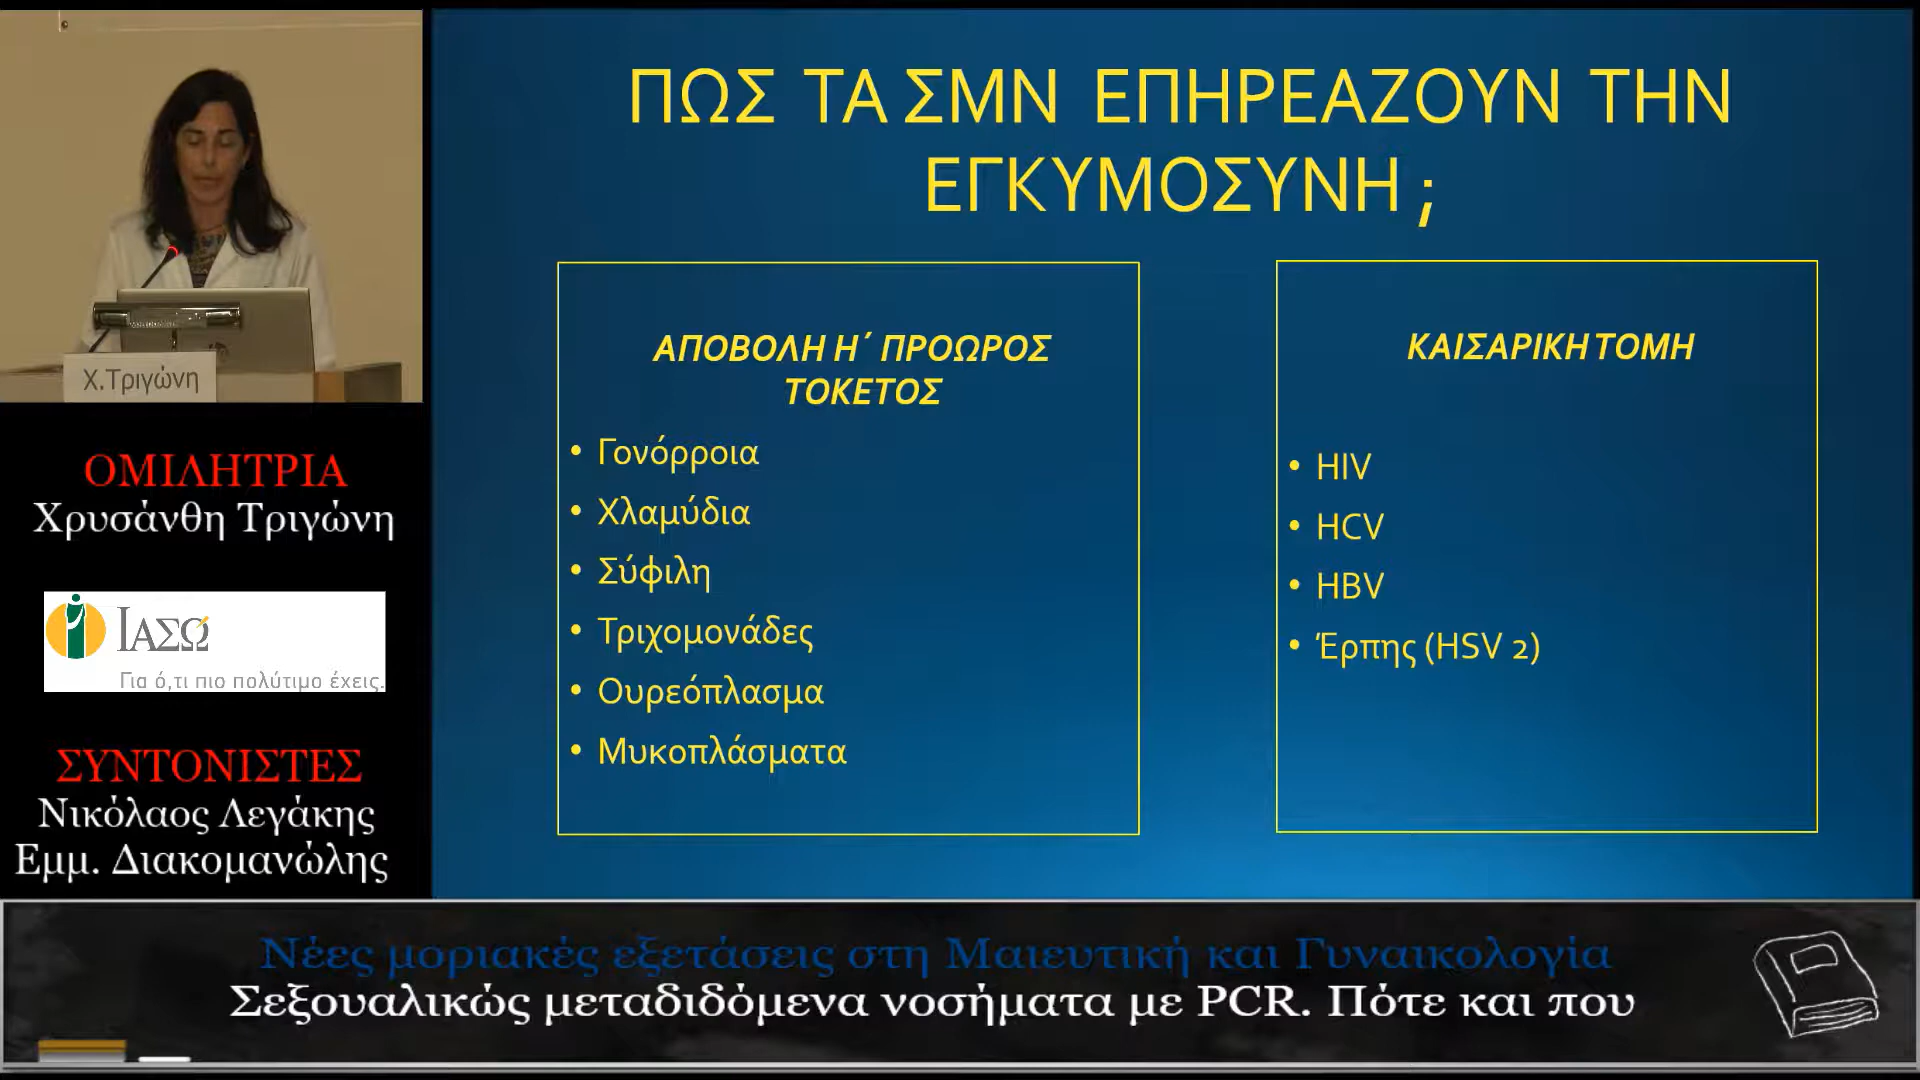 ΠΩΣ ΤΑ ΣΜΝ ΕΠΗΡΕΑΖΟΥΝ ΤΗΝ
ΕΓΚΥΜΟΣΥΝΗ ;
ΑΠΟΒΟΛΗ Η΄ ΠΡΟΩΡΟΣ
ΤΟΚΕΤΟΣ
• Γονόρροια
• Χλαμύδια
• Σύφιλη
• Τριχομονάδες
• Ουρεόπλασμα
• Μυκοπλάσματα
ΚΑΙΣΑΡΙΚΗ ΤΟΜΗ
• HIV
• HCV
• HBV
• Έρπης (HSV 2)
Χ.Τριγώνη
ΟΜΙΛΗΤΡΙΑ
Χρυσάνθη Τριγώνη
ΙΑΣΩ
Για ό,τι πιο πολύτιμο έχεις.
ΣΥΝΤΟΝΙΣΤΕΣ
Νικόλαος Λεγάκης
Εμμ. Διακομανώλης
Νέες μοριακές εξετάσεις στη Μαιευτική και Γυναικολογία
Σεξουαλικώς μεταδιδόμενα νοσήματα με PCR. Πότε και που